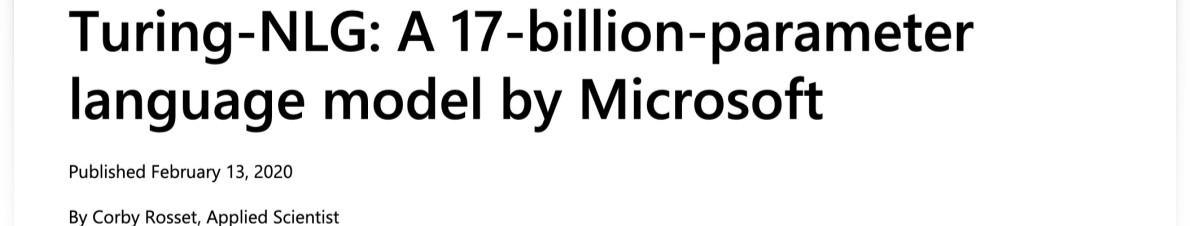 Turing-NLG: A 17-billion-parameter
language model by Microsoft
Published February 13, 2020
By Corby Rosset, Applied Scientist